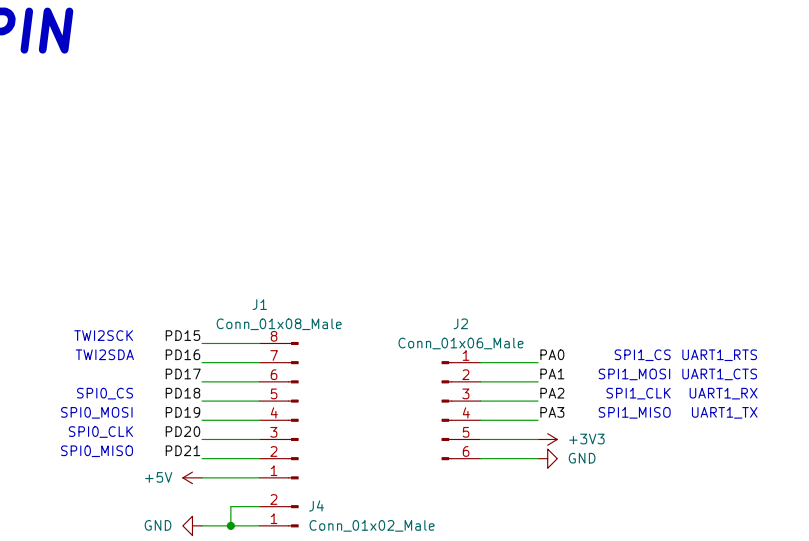 PIN
J1
Conn_01x08_Male
TWI2SCK PD15 8
TWI2SDA PD16 7
PD17 6
SPI0_CS PD18 5
SPI0_MOSI PD19 4
SPI0_CLK PD20 3
SPI0_MISO PD21 2
+5V 1
2 J4
GND 1 Conn_01x02_Male
J2
Conn_01x06_Male
1 PA0 SPI1_CS UART1_RTS
2 PA1 SPI1_MOSI UART1_CTS
3 PA2 SPI1_CLK UART1_RX
4 PA3 SPI1_MISO UART1_TX
5 +3V3
6 GND